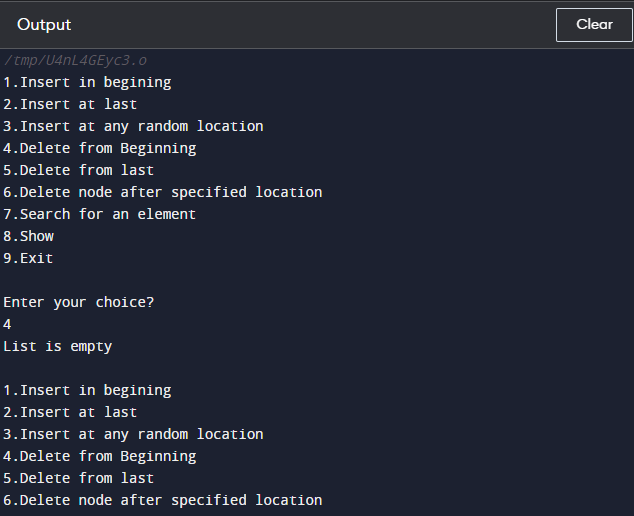 Output
Clear
/tmp/U4nL4GEyc3.o
1.Insert in begining
2.Insert at last
3.Insert at any random location
4.Delete from Beginning
5.Delete from last
6.Delete node after specified location
7.Search for an element
8.Show
9.Exit
Enter your choice?
4
List is empty
1.Insert in begining
2.Insert at last
3.Insert at any random location
4.Delete from Beginning
5.Delete from last
6.Delete node after specified location